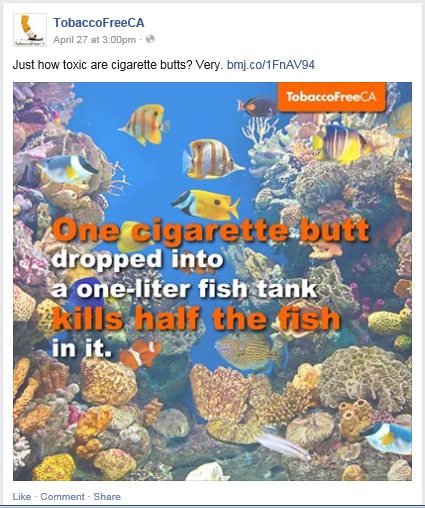 TobaccoFreeCA
April 27 at 3:00pm ·
Just how toxic are cigarette butts? Very. bmj.co/1FnAV94
TobaccoFreeCA
One cigarette butt
dropped into
a one-liter fish tank
kills half the fish
in it.
Like · Comment · Share